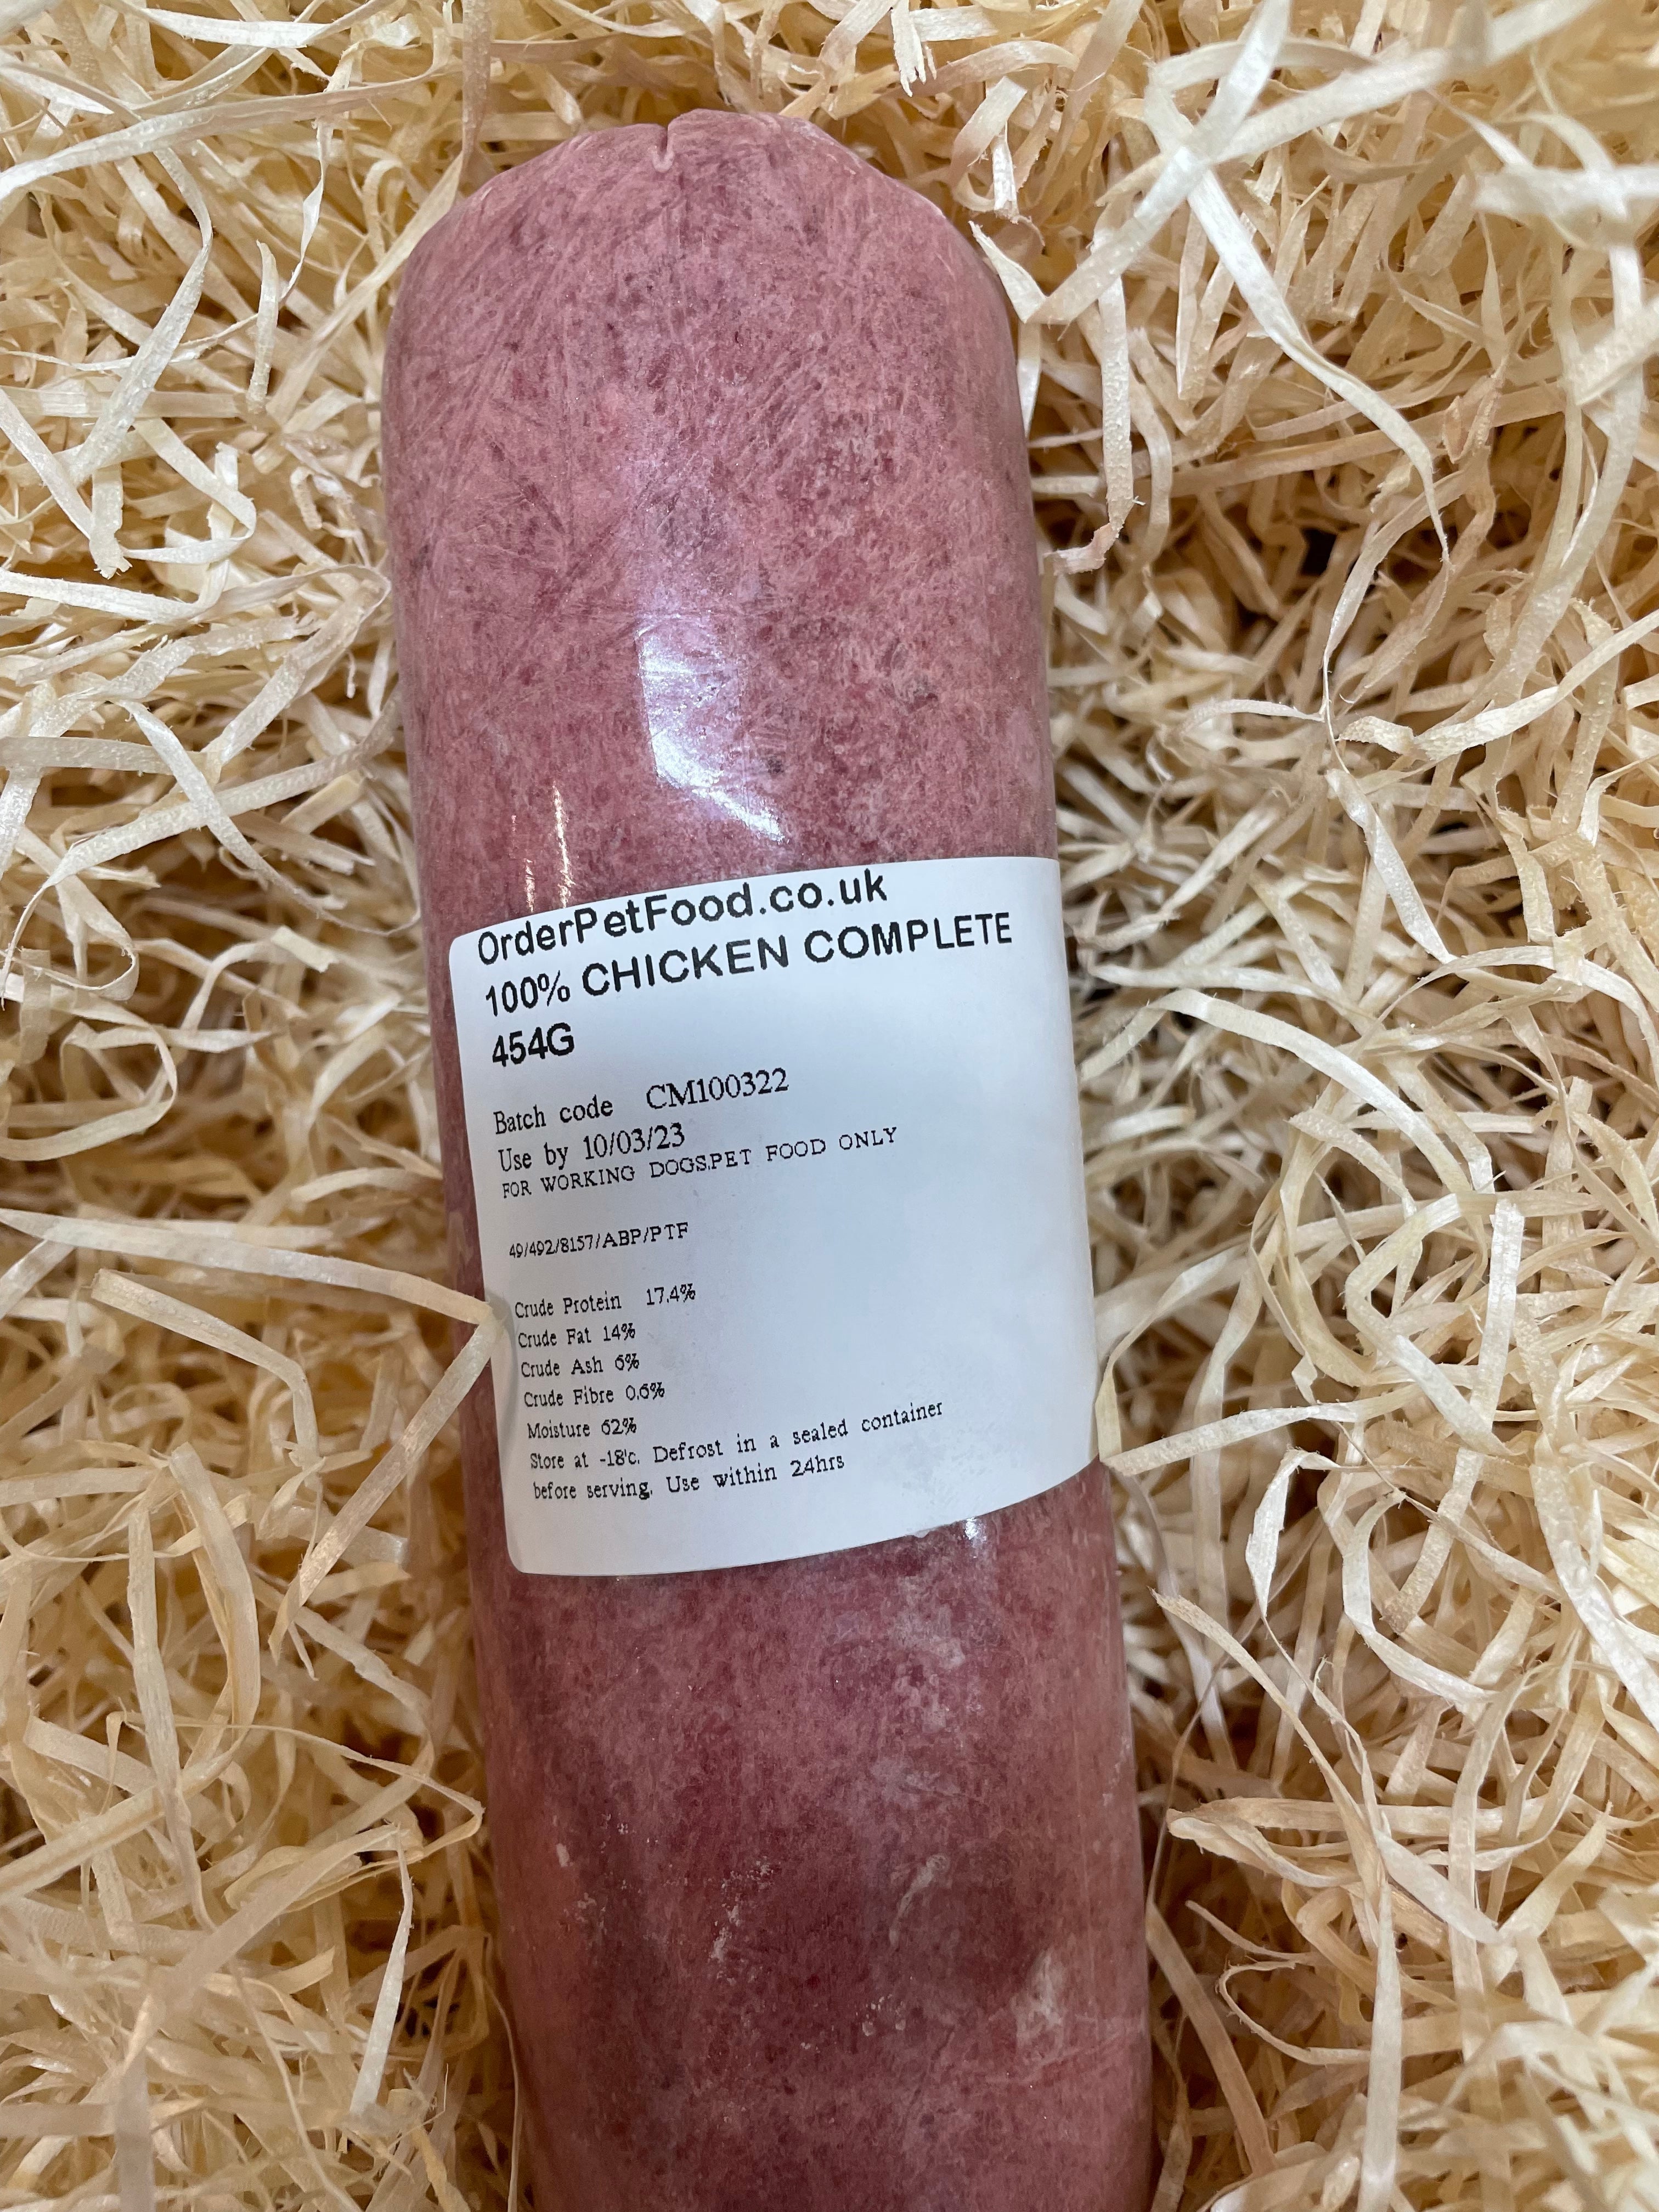 OrderPetFood.co.uk
100% CHICKEN COMPLETE
454G
Batch code CM100322
Use by 10/03/23
FOR WORKING DOGS.PET FOOD ONLY
49/492/8157/ABP/PTF
Crude Protein 17.4%
Crude Fat 14%
Crude Ash 6%
Crude Fibre 0.6%
Moisture 62%
Store at -18'c. Defrost in a sealed container
before serving. Use within 24hrs